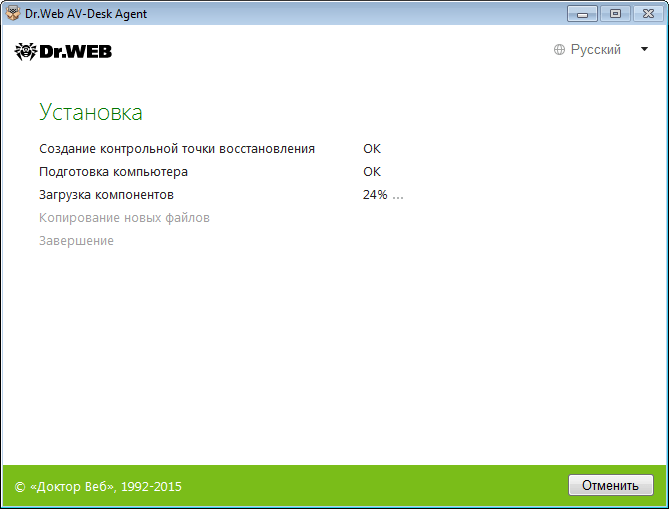 Dr.Web AV-Desk Agent
Dr.WEB
Русский
Установка
Создание контрольной точки восстановления OK
Подготовка компьютера OK
Загрузка компонентов 24% ...
Копирование новых файлов
Завершение
© «Доктор Веб», 1992-2015
Отменить